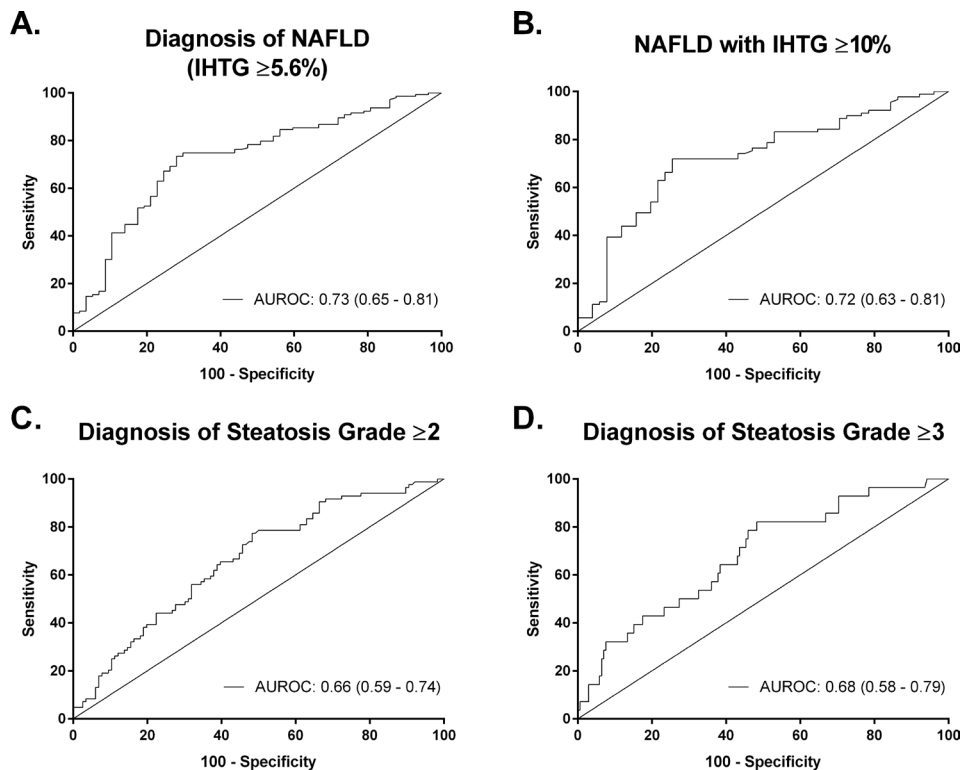 A.
Diagnosis of NAFLD
(IHTG ≥5.6%)
Sensitivity
100
80
60
40
20
0
AUROC: 0.73 (0.65 - 0.81)
0 20 40 60 80 100
100 - Specificity
B.
NAFLD with IHTG ≥10%
Sensitivity
100
80
60
40
20
0
AUROC: 0.72 (0.63 - 0.81)
0 20 40 60 80 100
100 - Specificity
C.
Diagnosis of Steatosis Grade ≥2
Sensitivity
100
80
60
40
20
0
AUROC: 0.66 (0.59 - 0.74)
0 20 40 60 80 100
100 - Specificity
D.
Diagnosis of Steatosis Grade ≥3
Sensitivity
100
80
60
40
20
0
AUROC: 0.68 (0.58 - 0.79)
0 20 40 60 80 100
100 - Specificity